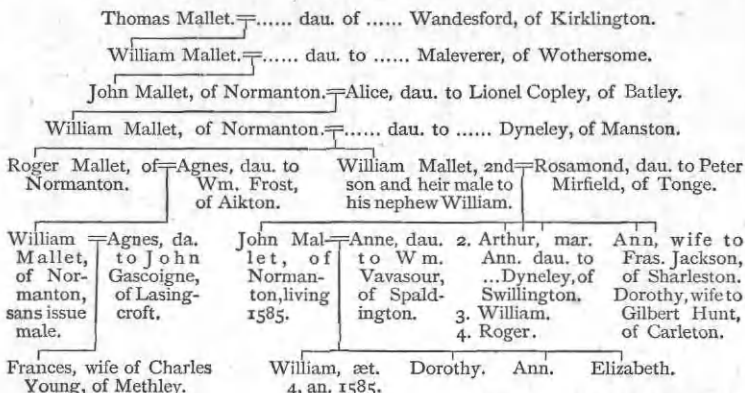 Thomas Mallet. = ...... dau. of ...... Wandesford, of Kirklington.
William Mallet. = ...... dau. to ...... Maleverer, of Wothersome.
John Mallet, of Normanton. = Alice, dau. to Lionel Copley, of Batley.
William Mallet, of Normanton. = ...... dau. to ...... Dyneley, of Manston.
Roger Mallet, of = Agnes, dau. to
Normanton. Wm. Frost,
of Aikton.
William Mallet, 2nd = Rosamond, dau. to Peter
son and heir male to Mirfield, of Tonge.
his nephew William.
William = Agnes, da.
Mallet, to John
of Nor- Gascoigne,
manton, of Lasing-
sans issue croft.
male.
John Mal- = Anne, dau.
let, of to Wm.
Norman- Vavasour,
ton, living of Spald-
1585. ington.
2. Arthur, mar.
Ann. dau. to
...Dyneley, of
Swillington.
3. William.
4. Roger.
Ann, wife to
Fras. Jackson,
of Sharleston.
Dorothy, wife to
Gilbert Hunt,
of Carleton.
Frances, wife of Charles
Young, of Methley.
William, æt. Dorothy. Ann. Elizabeth.
4, an. 1585.